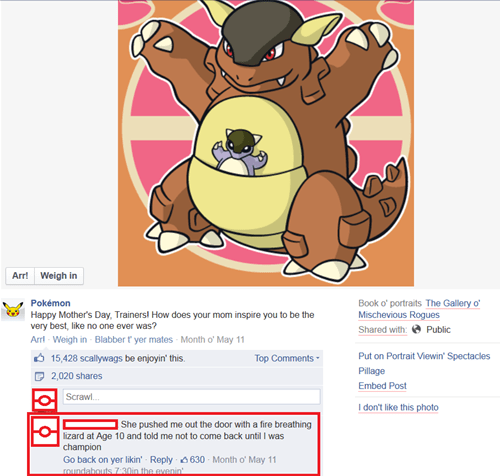 Arr! Weigh in
Pokémon
Happy Mother's Day, Trainers! How does your mom inspire you to be the
very best, like no one ever was?
Arr! · Weigh in · Blabber t' yer mates · Month o' May 11
15,428 scallywags be enjoyin' this. Top Comments
2,020 shares
Scrawl...
She pushed me out the door with a fire breathing
lizard at Age 10 and told me not to come back until I was
champion
Go back on yer likin' · Reply · 630 · Month o' May 11
roundabouts 7:30in the evenin'
Book o' portraits The Gallery o'
Mischevious Rogues
Shared with: Public
Put on Portrait Viewin' Spectacles
Pillage
Embed Post
I don't like this photo